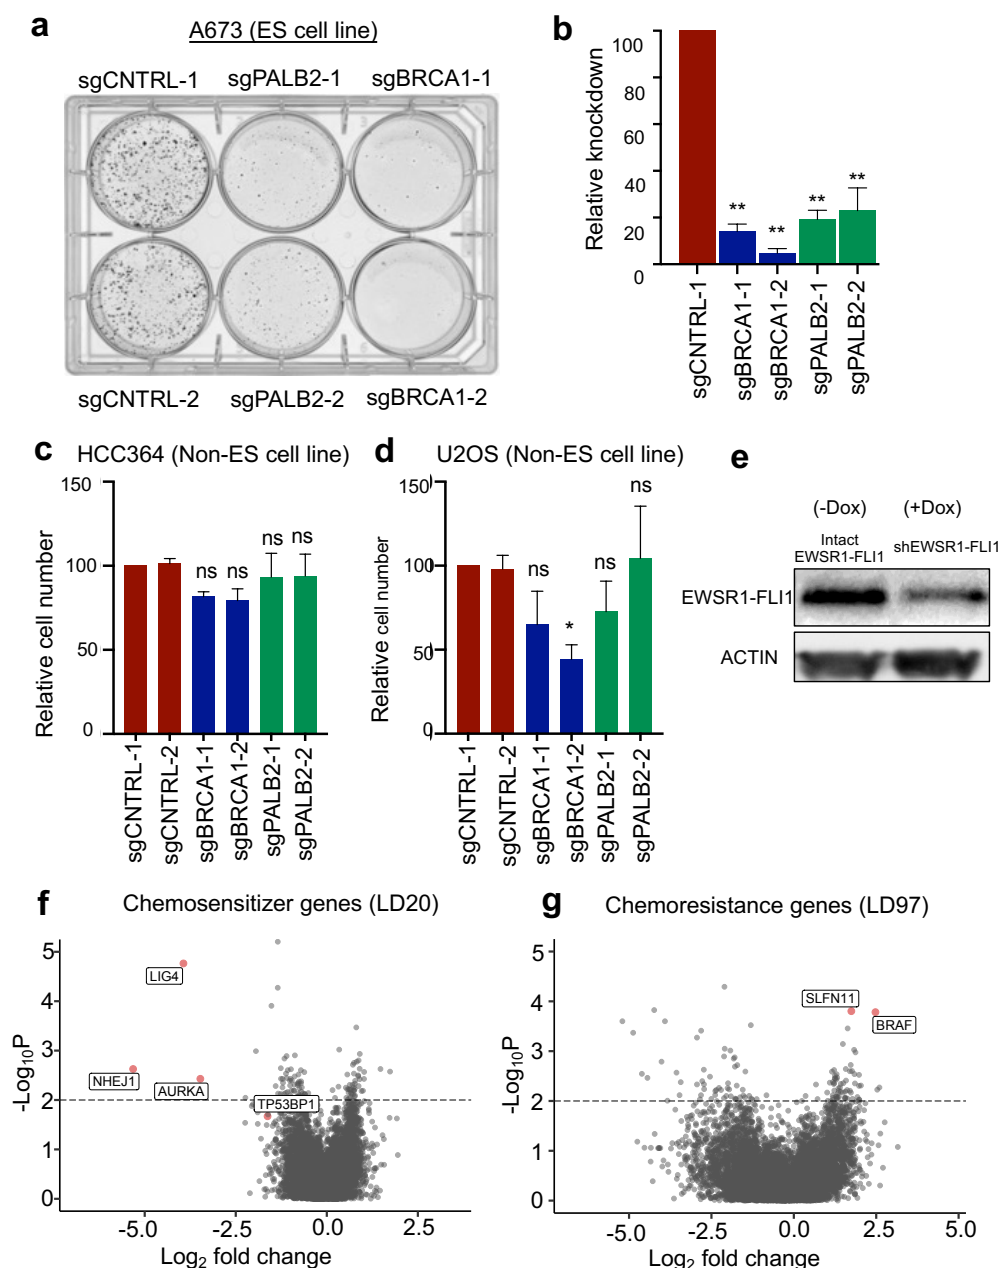 a
A673 (ES cell line)
sgCNTRL-1 sgPALB2-1 sgBRCA1-1
sgCNTRL-2 sgPALB2-2 sgBRCA1-2
b
Relative knockdown
100
80
60
40
20
0
** ** ** **
sgCNTRL-1
sgBRCA1-1
sgBRCA1-2
sgPALB2-1
sgPALB2-2
c
HCC364 (Non-ES cell line)
Relative cell number
150
100
50
0
ns ns ns ns
sgCNTRL-1
sgCNTRL-2
sgBRCA1-1
sgBRCA1-2
sgPALB2-1
sgPALB2-2
d
U2OS (Non-ES cell line)
Relative cell number
150
100
50
0
ns * ns ns
sgCNTRL-1
sgCNTRL-2
sgBRCA1-1
sgBRCA1-2
sgPALB2-1
sgPALB2-2
e
(-Dox) (+Dox)
Intact
EWSR1-FLI1 shEWSR1-FLI1
EWSR1-FLI1
ACTIN
f
Chemosensitizer genes (LD20)
-Log10P
5
4
3
2
1
0
LIG4
NHEJ1
AURKA
TP53BP1
-5.0 -2.5 0.0 2.5
Log2 fold change
g
Chemoresistance genes (LD97)
-Log10P
5
4
3
2
1
0
SLFN11
BRAF
-5.0 -2.5 0.0 2.5 5.0
Log2 fold change